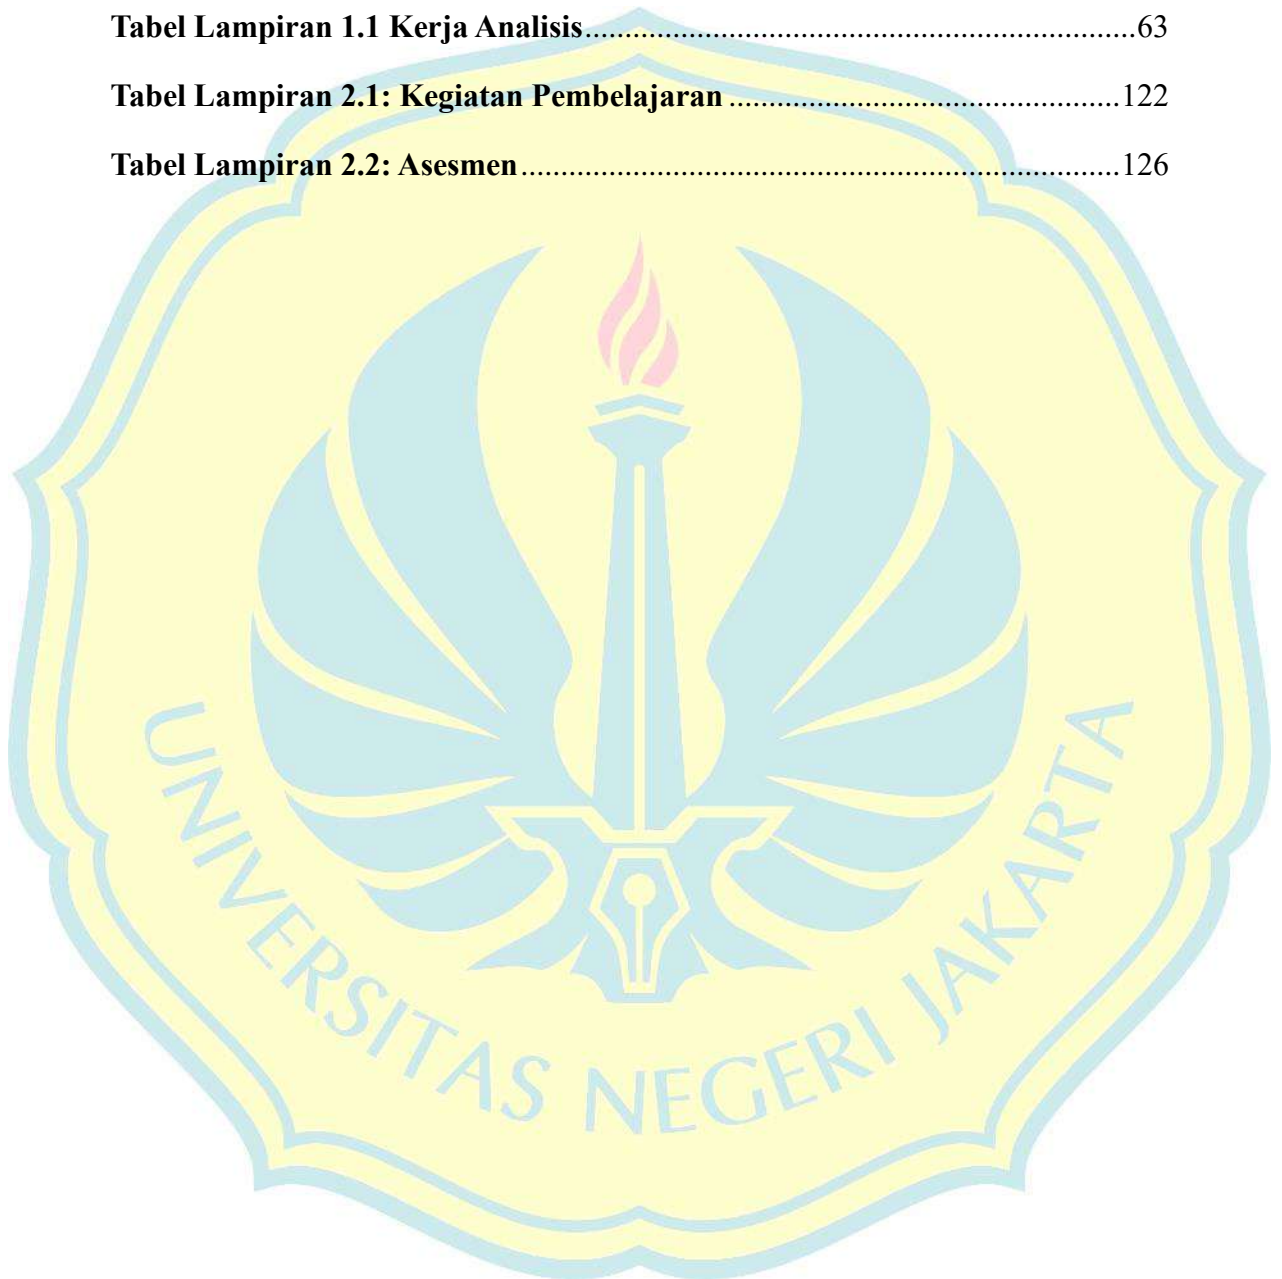 Tabel Lampiran 1.1 Kerja Analisis......................................................................63
Tabel Lampiran 2.1: Kegiatan Pembelajaran .................................................122
Tabel Lampiran 2.2: Asesmen...........................................................................126
UNIVERSITAS NEGERI JAKARTA